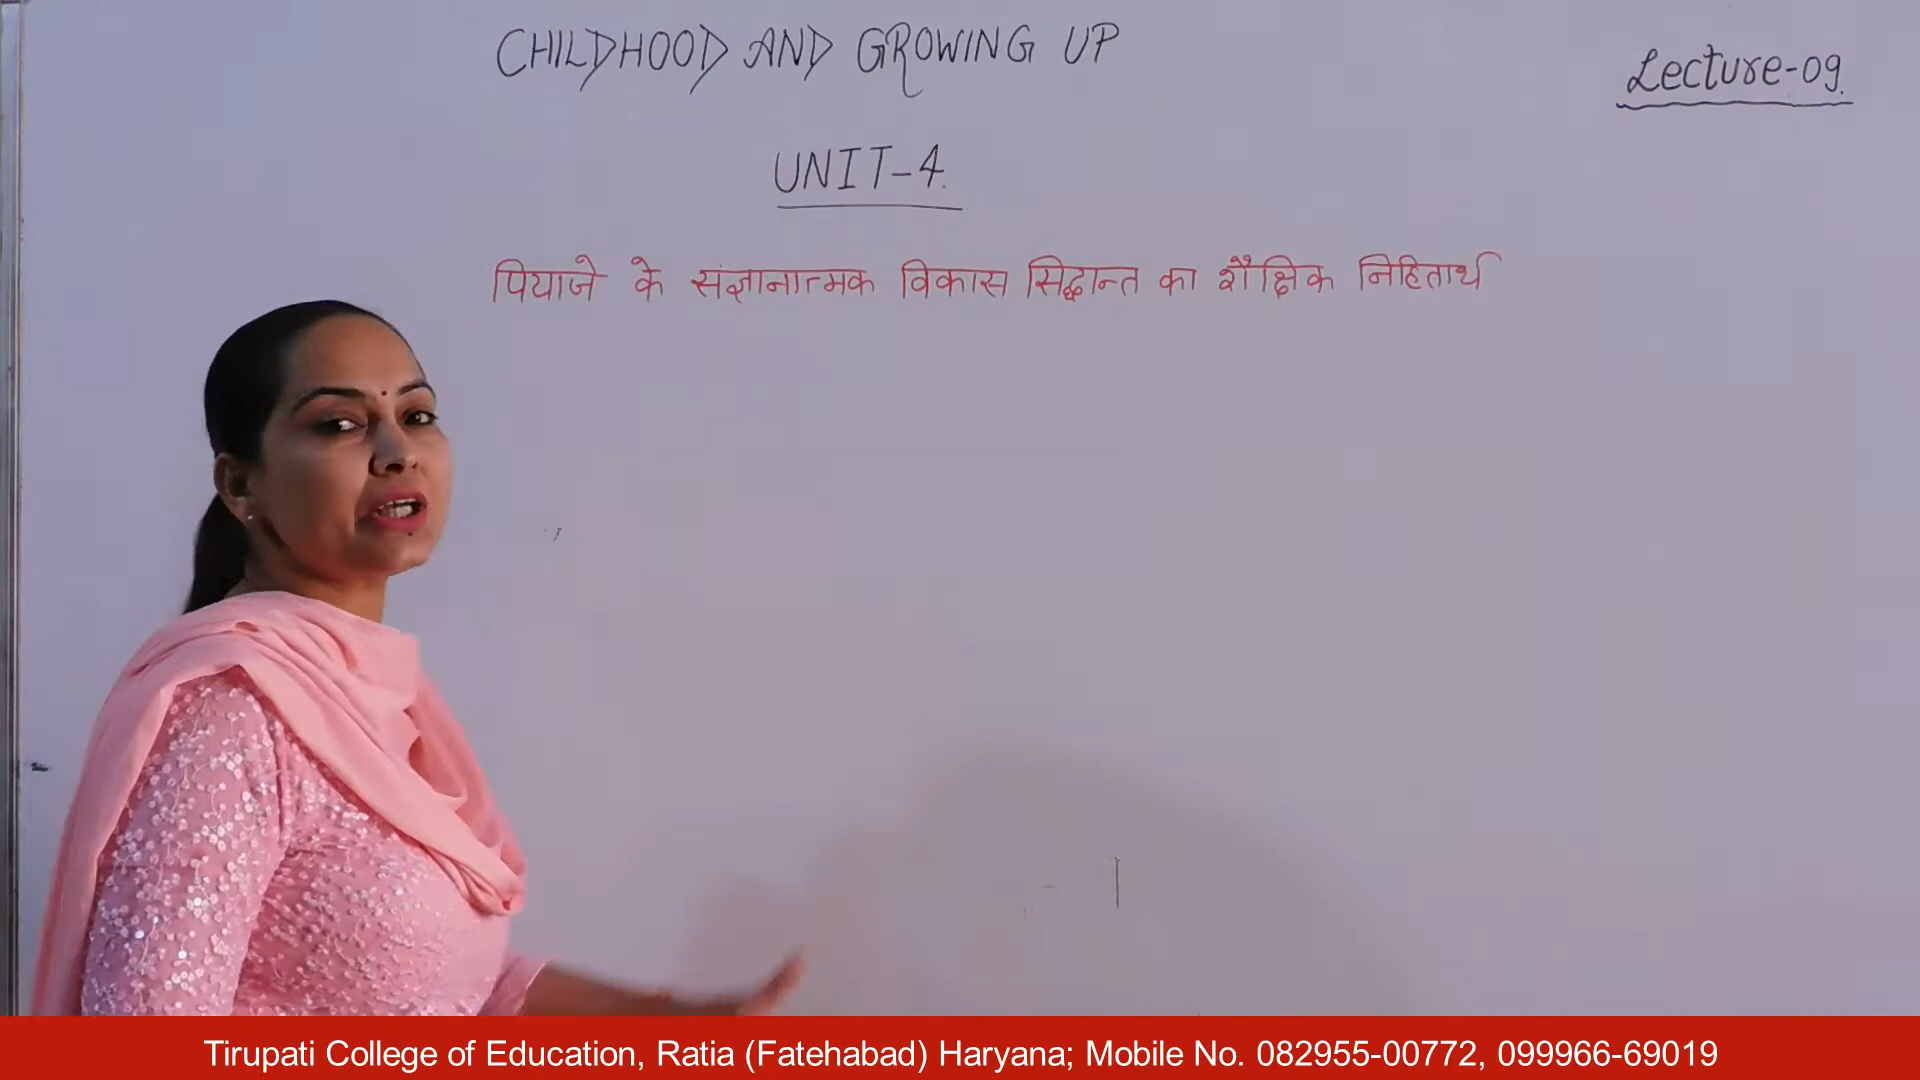 CHILDHOOD AND GROWING UP
Lecture-09.
UNIT-4.
पियाजे के संज्ञानात्मक विकास सिद्धान्त का शैक्षिक निहितार्थ
Tirupati College of Education, Ratia (Fatehabad) Haryana; Mobile No. 082955-00772, 099966-69019